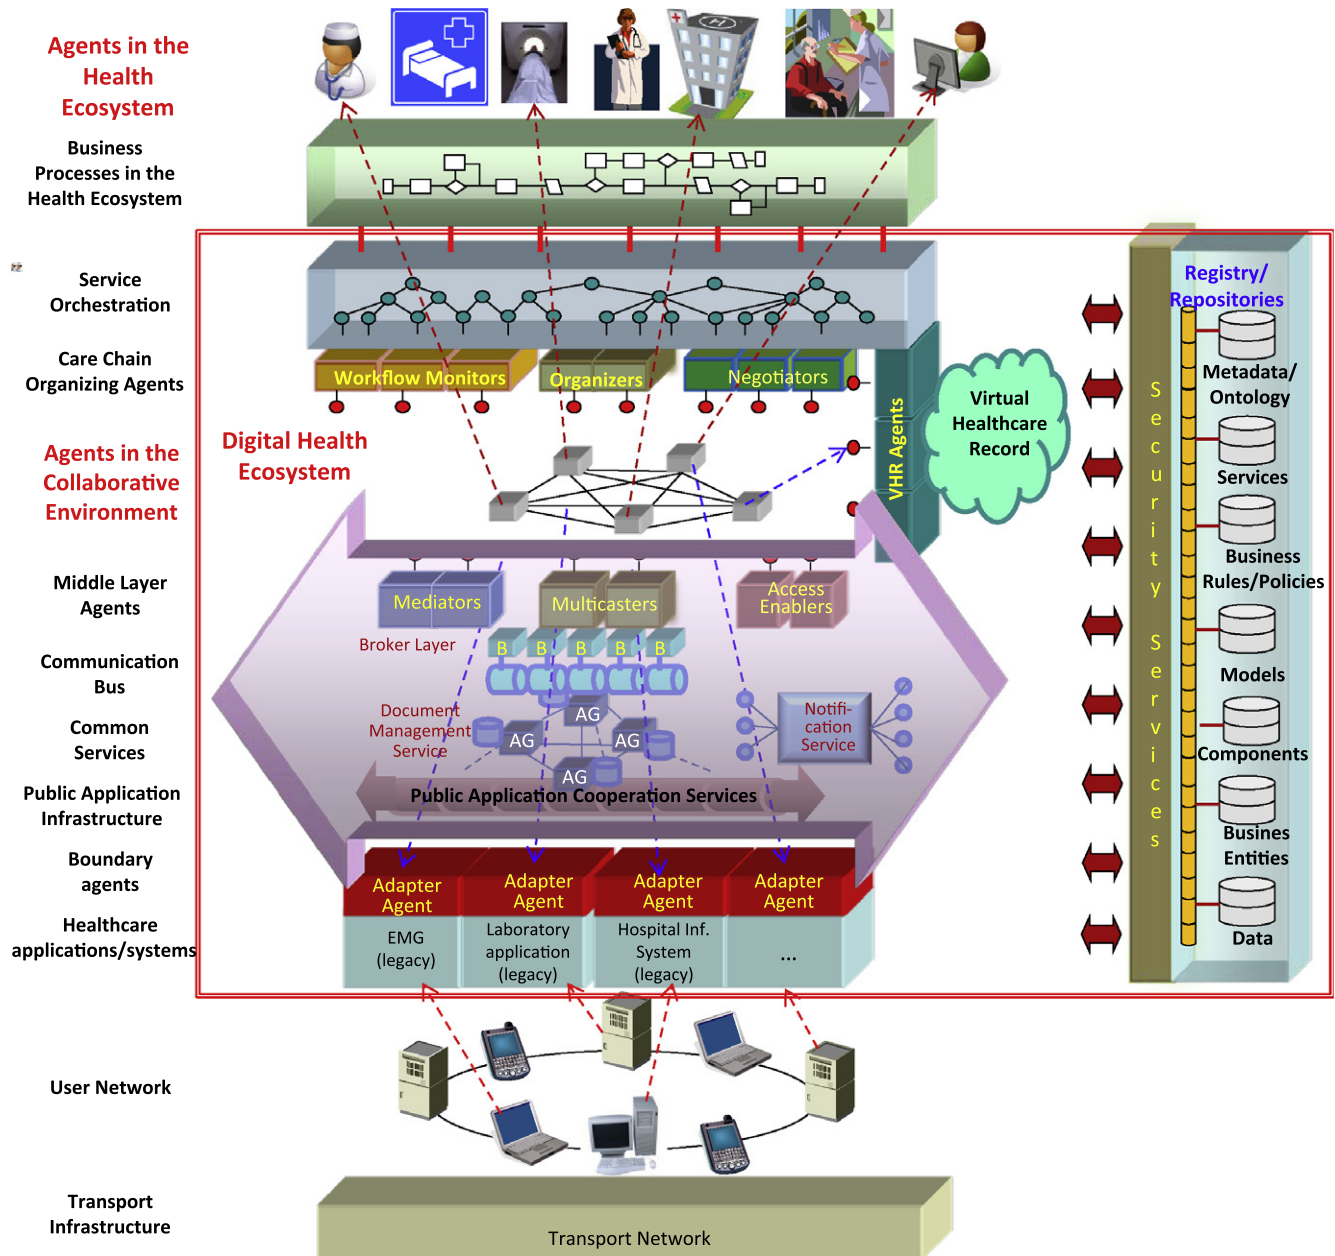 Agents in the
Health
Ecosystem
Business
Processes in the
Health Ecosystem
H
Service
Orchestration
Registry/
Repositories
Care Chain
Organizing Agents
Workflow Monitors
Organizers
Negotiators
VHR Agents
Virtual
Healthcare
Record
Metadata/
Ontology
Services
Business
Rules/Policies
Models
Components
Busines
Entities
Data
Security Services
Agents in the
Collaborative
Environment
Digital Health
Ecosystem
Middle Layer
Agents
Mediators
Multicasters
Access
Enablers
Broker Layer
B B B B B
Communication
Bus
Document
Management
Service
AG
AG
AG
AG
Notifi-
cation
Service
Common
Services
Public Application
Infrastructure
Public Application Cooperation Services
Boundary
agents
Adapter
Agent
Adapter
Agent
Adapter
Agent
Adapter
Agent
Healthcare
applications/systems
EMG
(legacy)
Laboratory
application
(legacy)
Hospital Inf.
System
(legacy)
...
User Network
Transport
Infrastructure
Transport Network